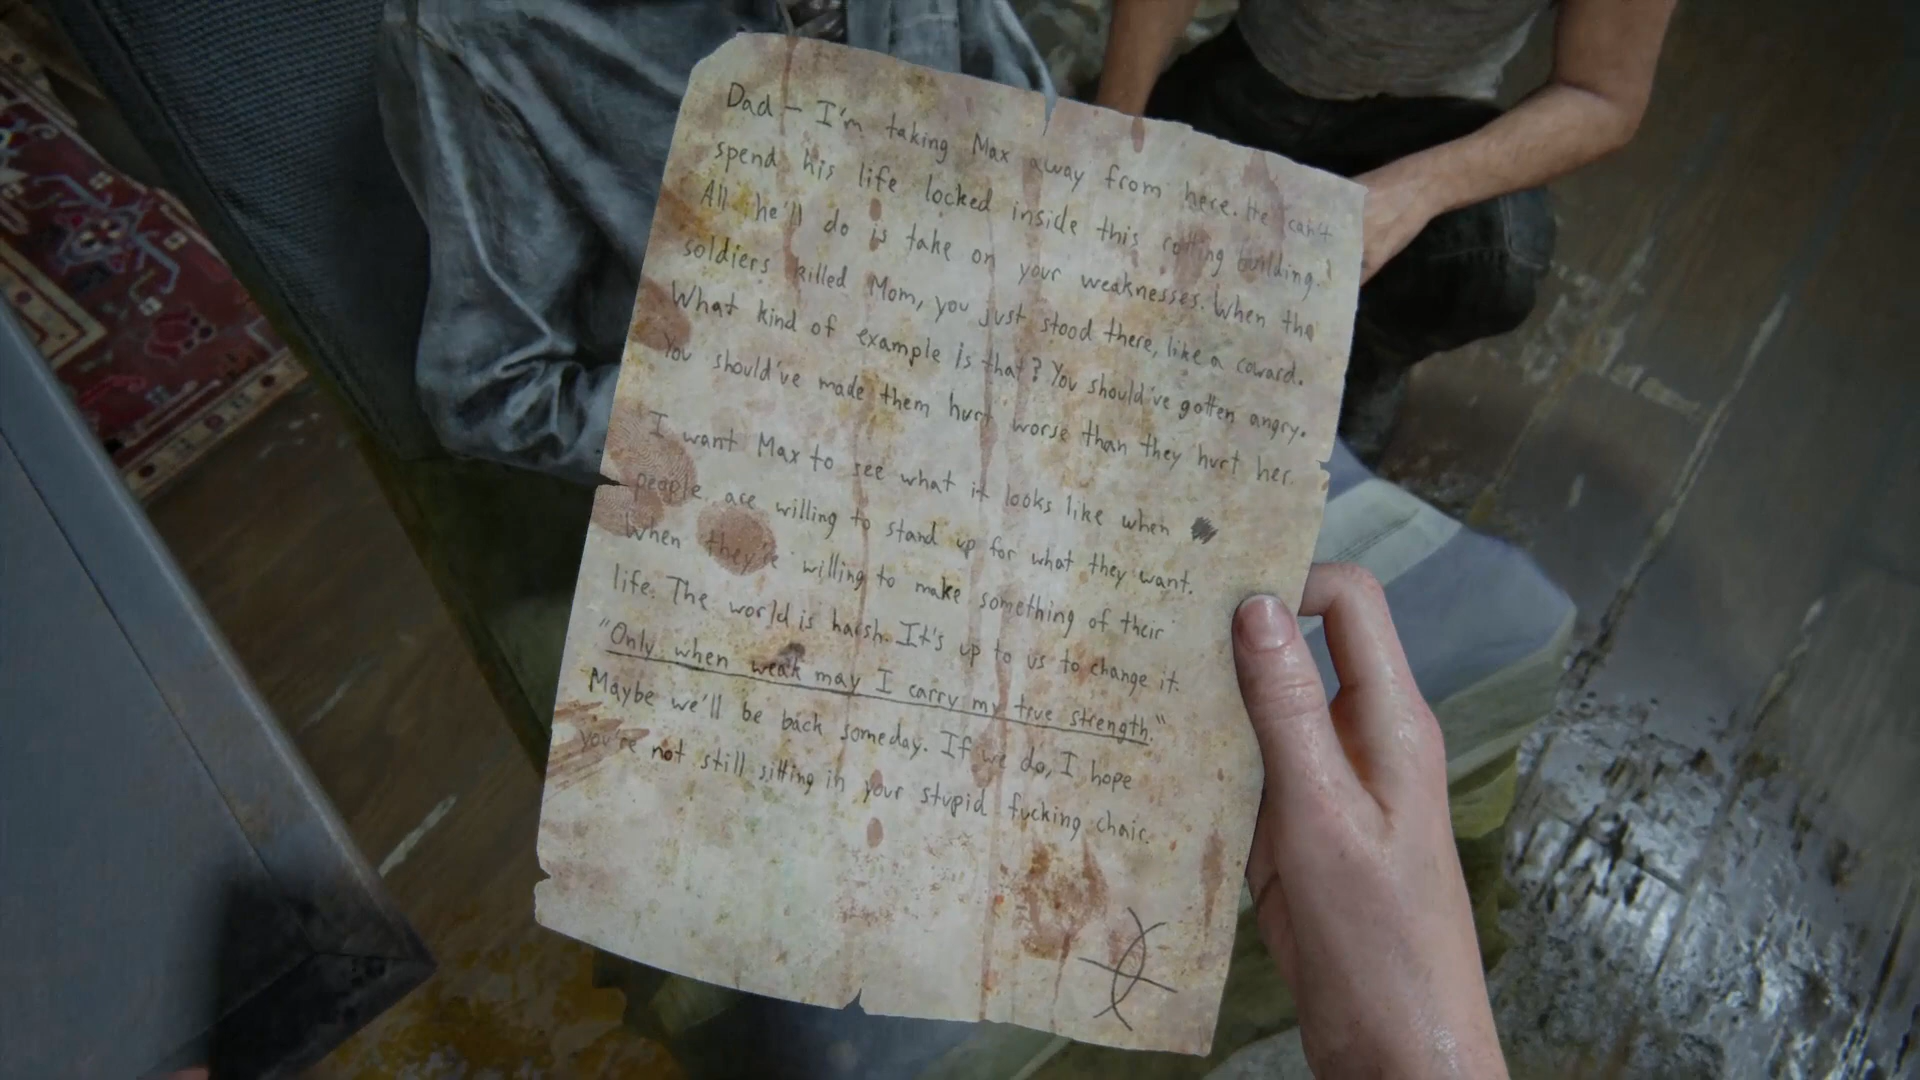 Dad – I'm taking Max away from here. He can't
spend his life locked inside this rotting building.
All he'll do is take on your weaknesses. When the
soldiers killed Mom, you just stood there, like a coward.
What kind of example is that? You should've gotten angry.
You should've made them hurt worse than they hurt her.
I want Max to see what it looks like when
people are willing to stand up for what they want.
When they're willing to make something of their
life. The world is harsh. It's up to us to change it.
"Only when weak may I carry my true strength."
Maybe we'll be back someday. If we do, I hope
you're not still sitting in your stupid fucking chair.